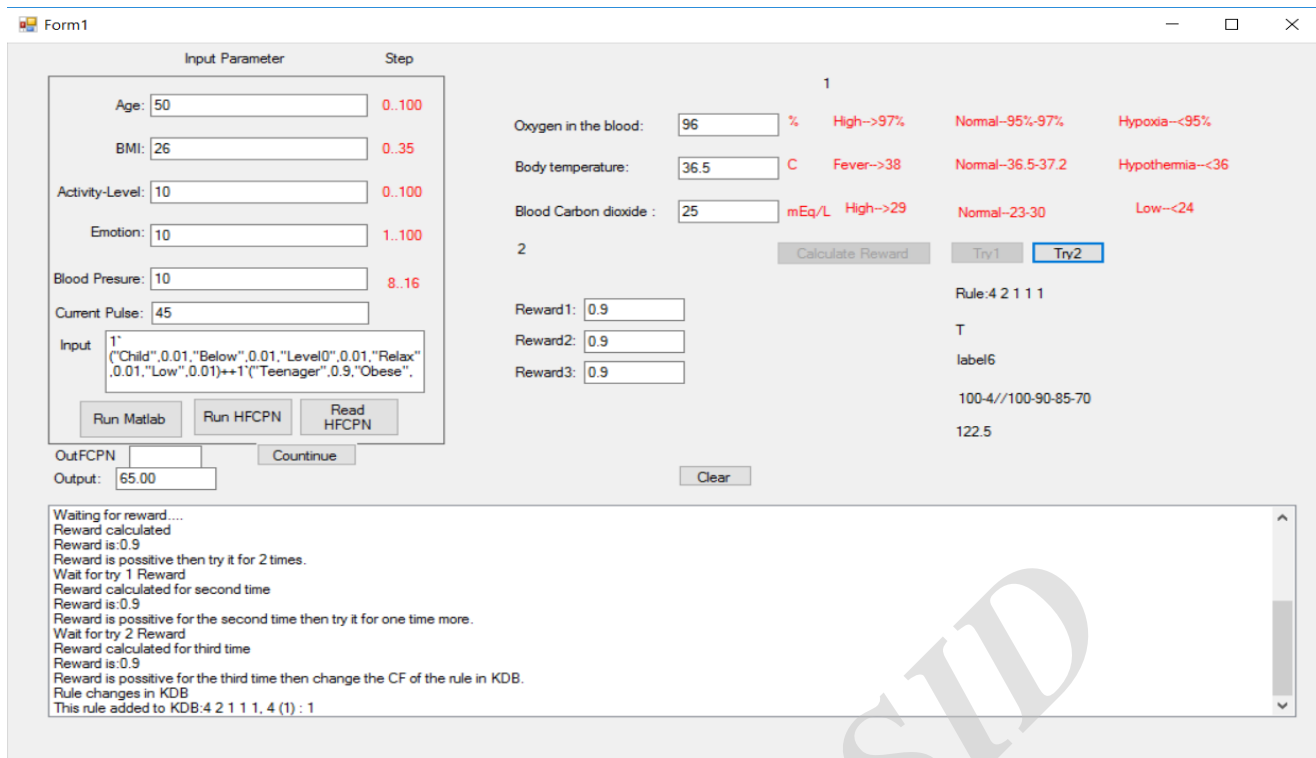 Form1
Input Parameter Step
Age: 50 0..100
BMI: 26 0..35
Activity-Level: 10 0..100
Emotion: 10 1..100
Blood Presure: 10 8..16
Current Pulse: 45
Input 1`
("Child",0.01,"Below",0.01,"Level0",0.01,"Relax"
,0.01,"Low",0.01)++1`("Teenager",0.9,"Obese",
Run Matlab Run HFCPN Read
HFCPN
OutFCPN Countinue
Output: 65.00
1
Oxygen in the blood: 96 % High-->97% Normal--95%-97% Hypoxia--<95%
Body temperature: 36.5 C Fever-->38 Normal--36.5-37.2 Hypothermia--<36
Blood Carbon dioxide : 25 mEq/L High-->29 Normal--23-30 Low--<24
2 Calculate Reward Try1 Try2
Reward1: 0.9
Reward2: 0.9
Reward3: 0.9
Rule:4 2 1 1 1
T
label6
100-4//100-90-85-70
122.5
Clear
Waiting for reward....
Reward calculated
Reward is:0.9
Reward is possitive then try it for 2 times.
Wait for try 1 Reward
Reward calculated for second time
Reward is:0.9
Reward is possitive for the second time then try it for one time more.
Wait for try 2 Reward
Reward calculated for third time
Reward is:0.9
Reward is possitive for the third time then change the CF of the rule in KDB.
Rule changes in KDB
This rule added to KDB:4 2 1 1 1, 4 (1) : 1
SID